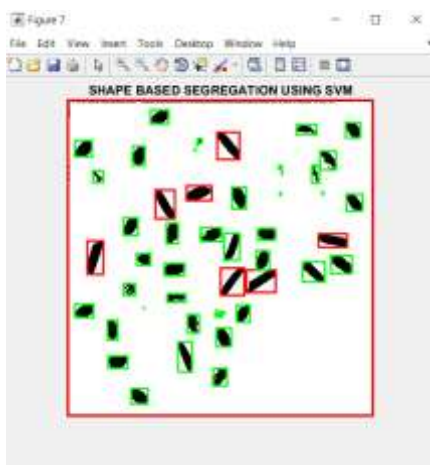 Figure 7
File Edit View Insert Tools Desktop Window Help
SHAPE BASED SEGREGATION USING SVM